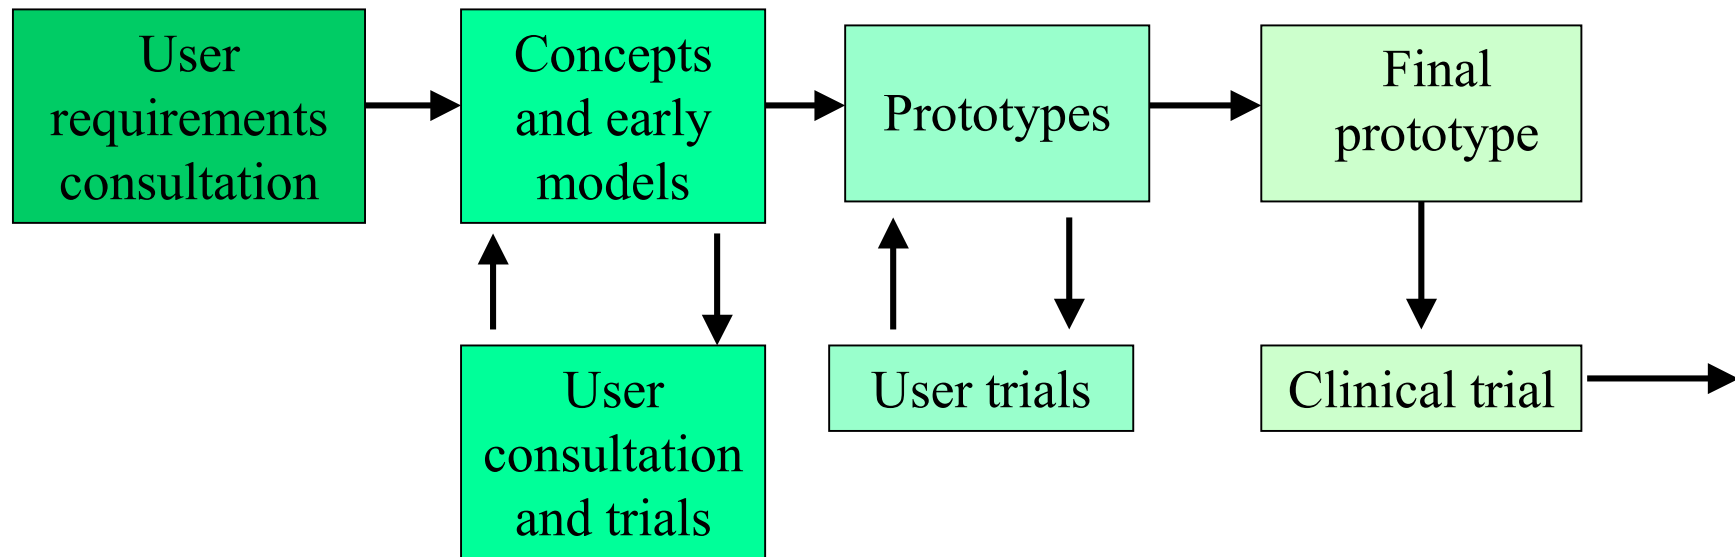 User
requirements
consultation
Concepts
and early
models
Prototypes
Final
prototype
User
consultation
and trials
User trials
Clinical trial